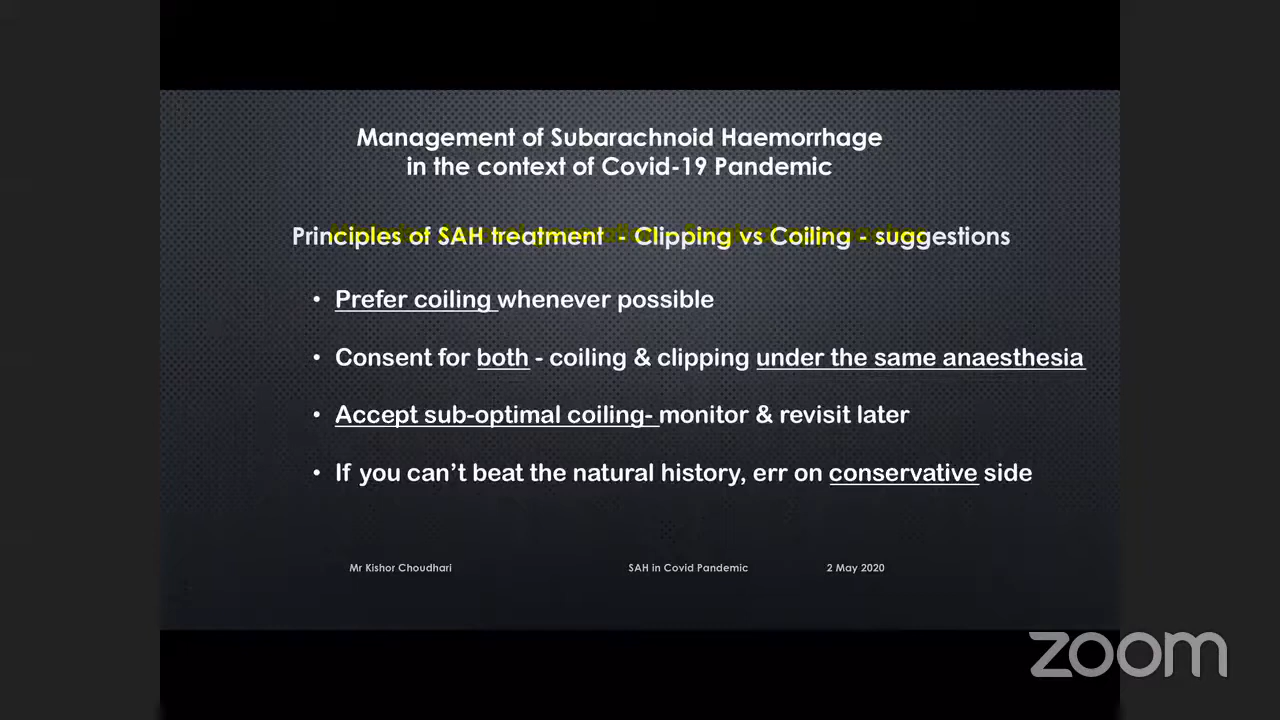 Management of Subarachnoid Haemorrhage
in the context of Covid-19 Pandemic
Principles of SAH treatment - Clipping vs Coiling - suggestions
• Prefer coiling whenever possible
• Consent for both - coiling & clipping under the same anaesthesia
• Accept sub-optimal coiling- monitor & revisit later
• If you can't beat the natural history, err on conservative side
Mr Kishor Choudhari SAH in Covid Pandemic 2 May 2020
zoom